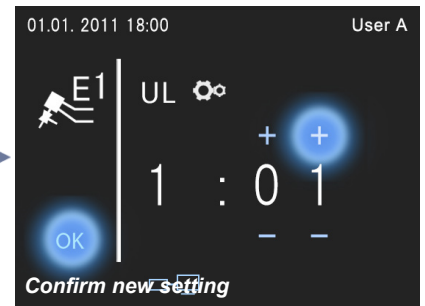 01.01. 2011 18:00 User A
E1 UL
+ +
1 : 0 1
OK – –
Confirm new setting